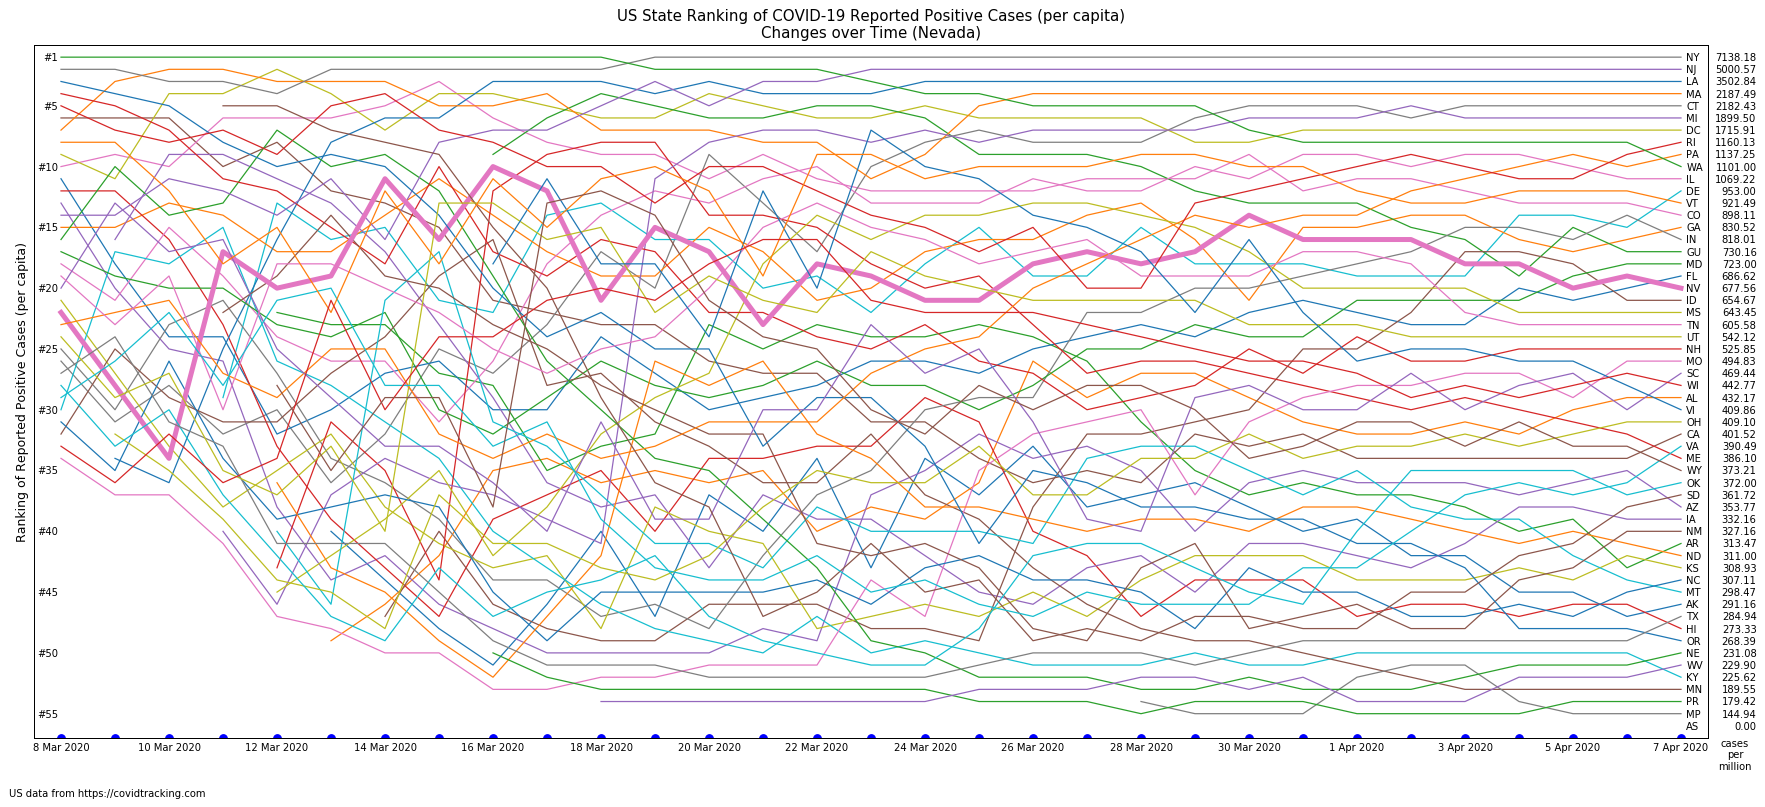 US State Ranking of COVID-19 Reported Positive Cases (per capita)
Changes over Time (Nevada)
Ranking of Reported Positive Cases (per capita)
#1
#5
#10
#15
#20
#25
#30
#35
#40
#45
#50
#55
NY 7138.18
NJ 5000.57
LA 3502.84
MA 2187.49
CT 2182.43
MI 1899.50
DC 1715.91
RI 1160.13
PA 1137.25
WA 1101.00
IL 1069.22
DE 953.00
VT 921.49
CO 898.11
GA 830.52
IN 818.01
GU 730.16
MD 723.00
FL 686.62
NV 677.56
ID 654.67
MS 643.45
TN 605.58
UT 542.12
NH 525.85
MO 494.83
SC 469.44
WI 442.77
AL 432.17
VI 409.86
OH 409.10
CA 401.52
VA 390.49
ME 386.10
WY 373.21
OK 372.00
SD 361.72
AZ 353.77
IA 332.16
NM 327.16
AR 313.47
ND 311.00
KS 308.93
NC 307.11
MT 298.47
AK 291.16
TX 284.94
HI 273.33
OR 268.39
NE 231.08
WV 229.90
KY 225.62
MN 189.55
PR 179.42
MP 144.94
AS 0.00
8 Mar 2020 10 Mar 2020 12 Mar 2020 14 Mar 2020 16 Mar 2020 18 Mar 2020 20 Mar 2020 22 Mar 2020 24 Mar 2020 26 Mar 2020 28 Mar 2020 30 Mar 2020 1 Apr 2020 3 Apr 2020 5 Apr 2020 7 Apr 2020
cases
per
million
US data from https://covidtracking.com